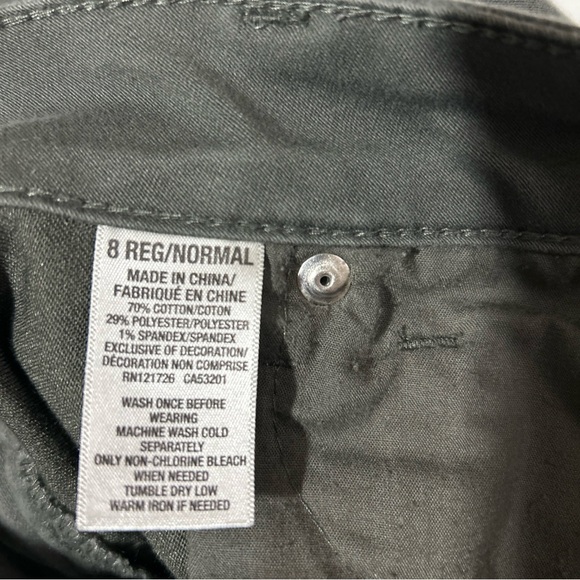 8 REG/NORMAL
MADE IN CHINA/
FABRIQUÉ EN CHINE
70% COTTON/COTON
29% POLYESTER/POLYESTER
1% SPANDEX/SPANDEX
EXCLUSIVE OF DECORATION/
DÉCORATION NON COMPRISE
RN121726 CA53201
WASH ONCE BEFORE
WEARING
MACHINE WASH COLD
SEPARATELY
ONLY NON-CHLORINE BLEACH
WHEN NEEDED
TUMBLE DRY LOW
WARM IRON IF NEEDED